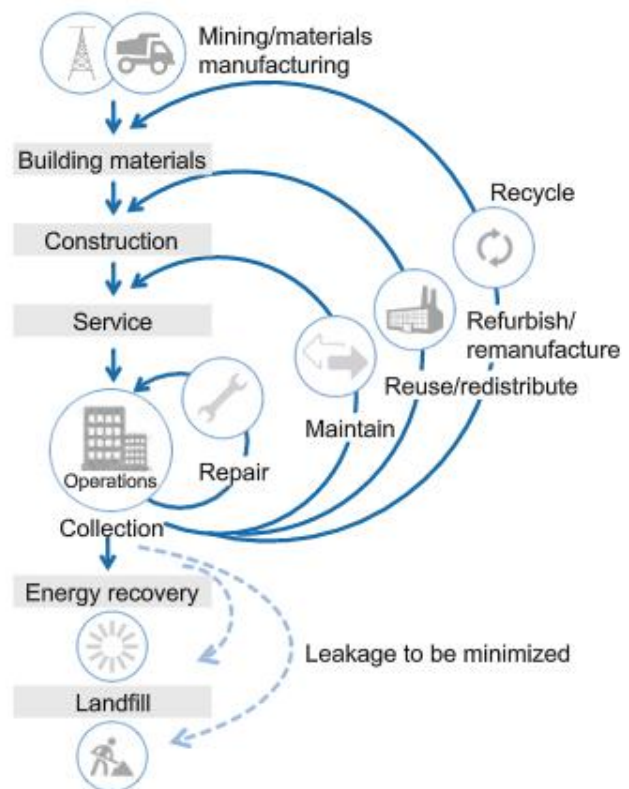 Mining/materials
manufacturing
Building materials
Recycle
Construction
Refurbish/
remanufacture
Service
Reuse/redistribute
Maintain
Repair
Operations
Collection
Energy recovery
Leakage to be minimized
Landfill